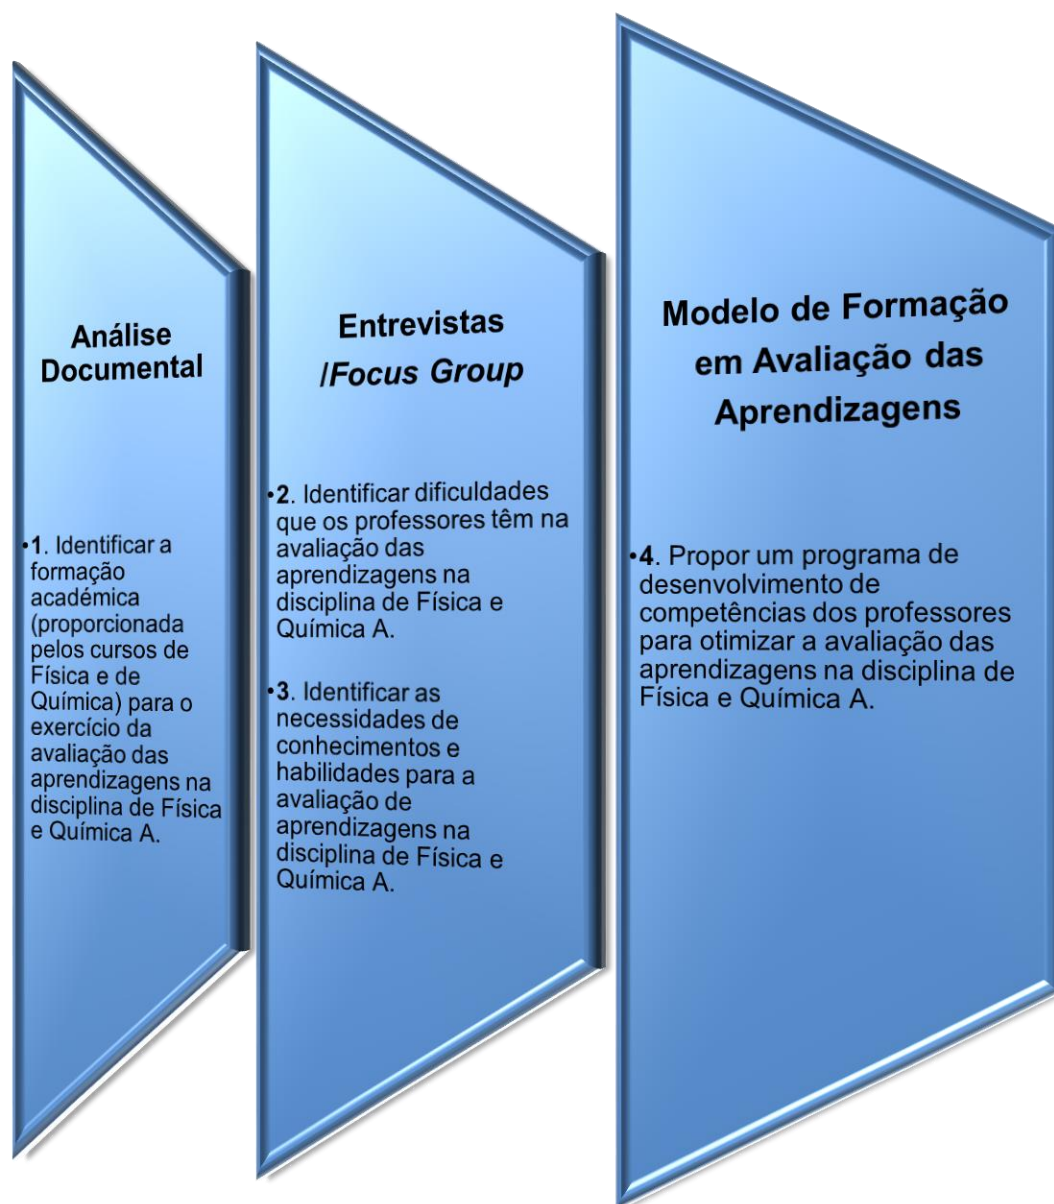 Análise
Documental
•1. Identificar a
formação
académica
(proporcionada
pelos cursos de
Física e de
Química) para o
exercício da
avaliação das
aprendizagens na
disciplina de Física
e Química A.
Entrevistas
/Focus Group
•2. Identificar dificuldades
que os professores têm na
avaliação das
aprendizagens na
disciplina de Física e
Química A.
•3. Identificar as
necessidades de
conhecimentos e
habilidades para a
avaliação de
aprendizagens na
disciplina de Física e
Química A.
Modelo de Formação
em Avaliação das
Aprendizagens
•4. Propor um programa de
desenvolvimento de
competências dos professores
para otimizar a avaliação das
aprendizagens na disciplina de
Física e Química A.